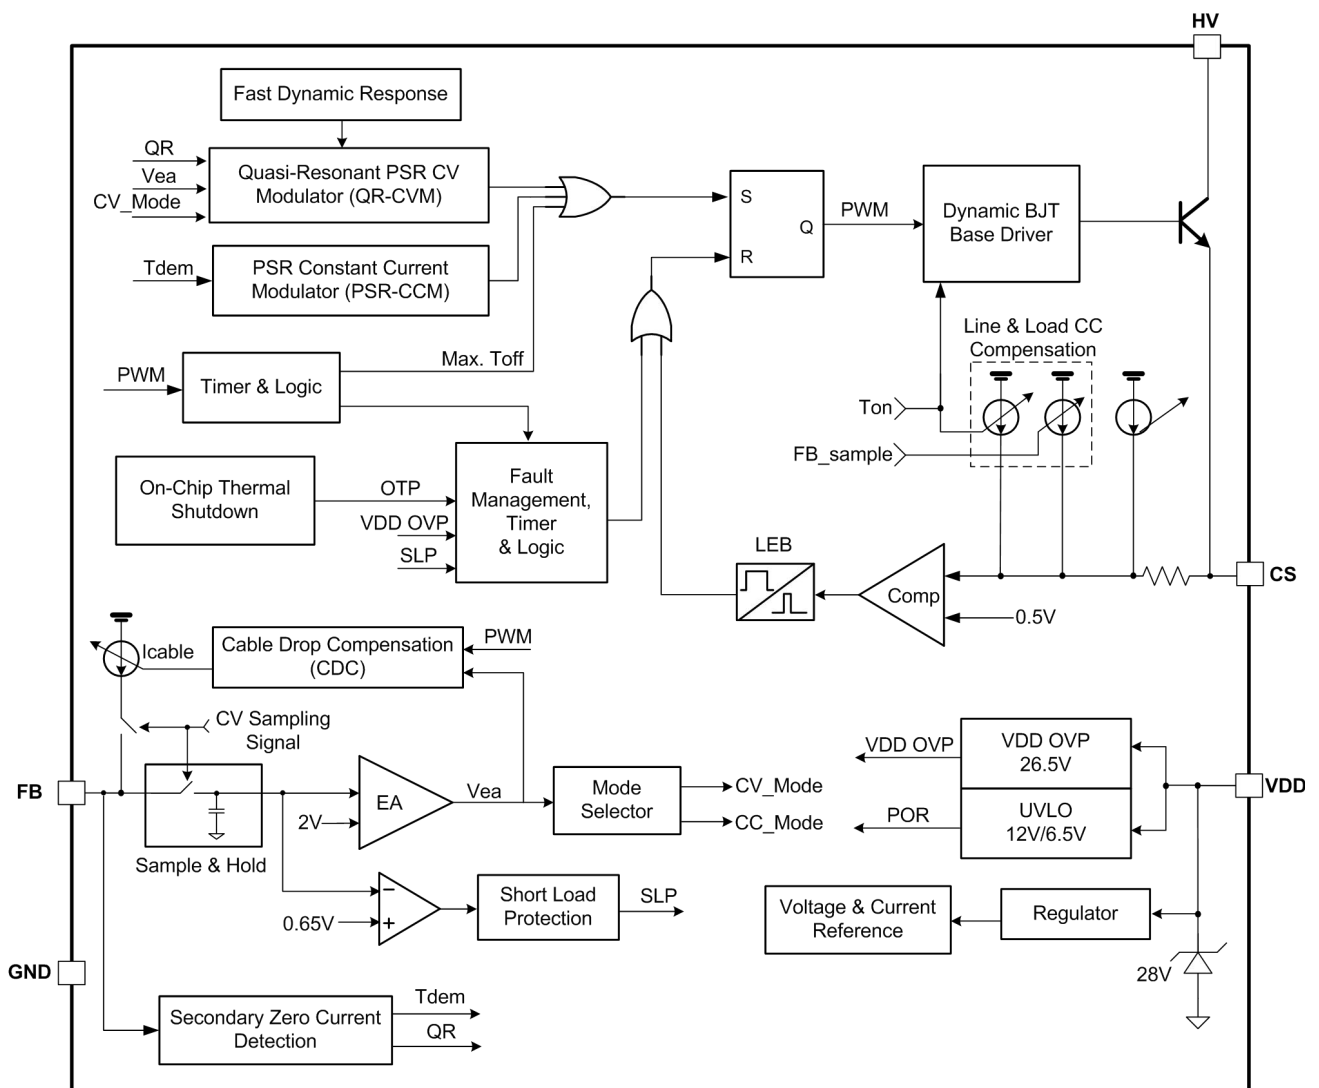 HV
Fast Dynamic Response
QR
Vea
CV_Mode
Quasi-Resonant PSR CV
Modulator (QR-CVM)
S
R
Q
PWM
Dynamic BJT
Base Driver
Tdem
PSR Constant Current
Modulator (PSR-CCM)
Line & Load CC
Compensation
PWM
Timer & Logic
Max. Toff
Ton
FB_sample
On-Chip Thermal
Shutdown
OTP
VDD OVP
SLP
Fault
Management,
Timer
& Logic
LEB
Comp
CS
0.5V
Icable
Cable Drop Compensation
(CDC)
PWM
CV Sampling
Signal
FB
Sample & Hold
EA
2V
Vea
Mode
Selector
CV_Mode
CC_Mode
VDD OVP
VDD OVP
26.5V
POR
UVLO
12V/6.5V
VDD
0.65V
−
+
Short Load
Protection
SLP
Voltage & Current
Reference
Regulator
28V
GND
Secondary Zero Current
Detection
Tdem
QR